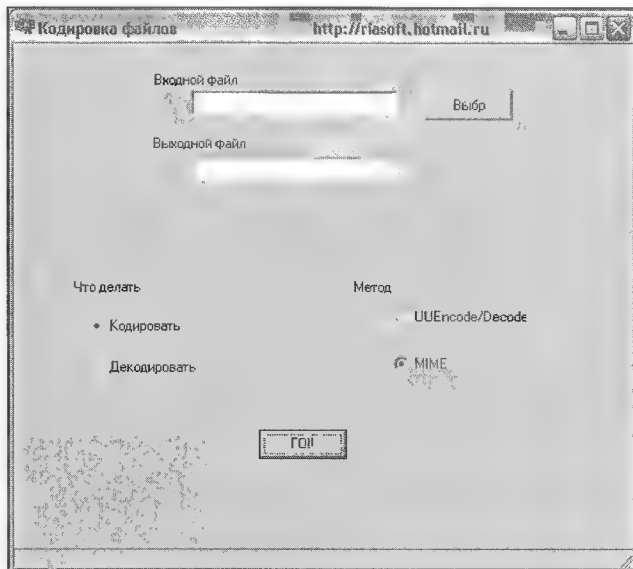 Кодировка файлов http://riasoft.hotmail.ru
Входной файл
Выбр
Выходной файл
Что делать Метод
Кодировать UUEncode/Decode
Декодировать MIME